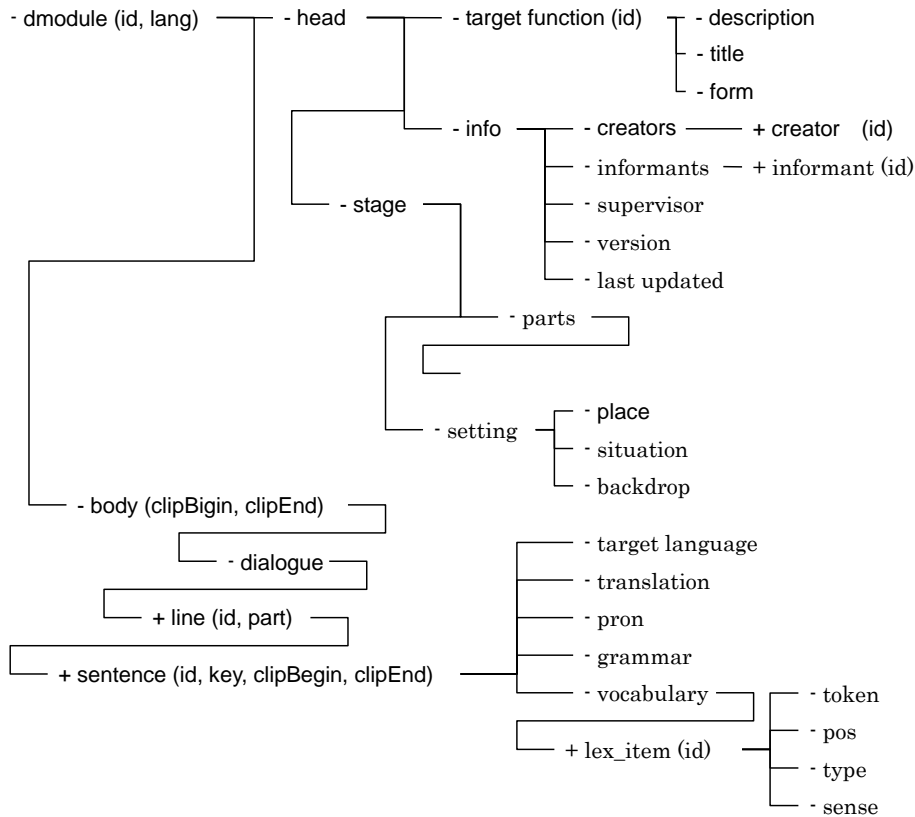 - dmodule (id, lang) - head - target function (id) - description
- title
- form
- info - creators + creator (id)
- informants + informant (id)
- stage - supervisor
- version
- last updated
- parts
- place
- setting - situation
- backdrop
- body (clipBigin, clipEnd)
- target language
- dialogue
- translation
+ line (id, part) - pron
- grammar
+ sentence (id, key, clipBegin, clipEnd)
- vocabulary - token
- pos
+ lex_item (id)
- type
- sense